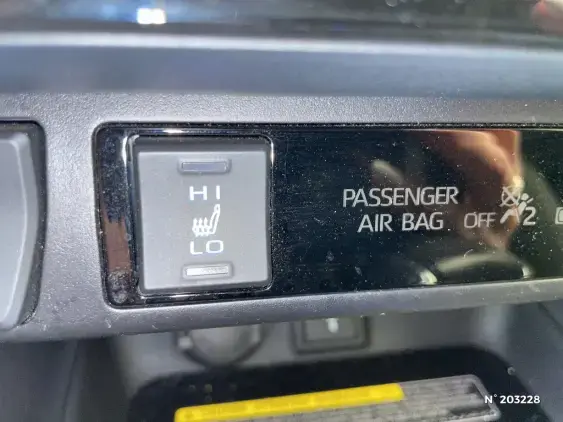 HI
LO
PASSENGER
AIR BAG OFF 2
N° 203228